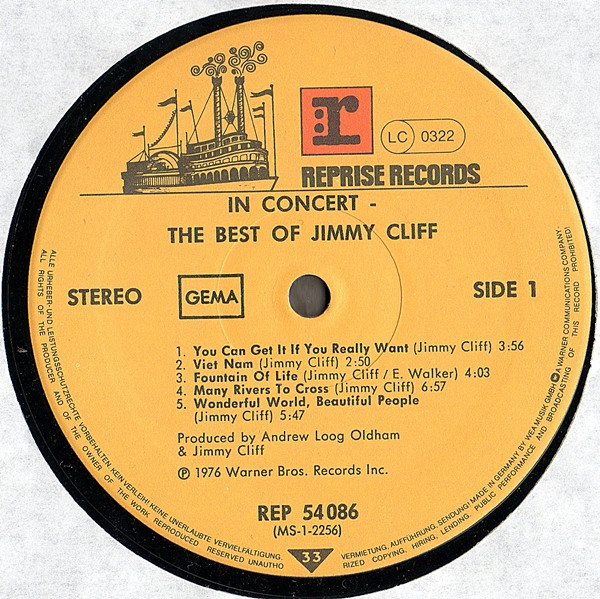 r
LC 0322
REPRISE RECORDS
IN CONCERT -
THE BEST OF JIMMY CLIFF
STEREO
GEMA
SIDE 1
1. You Can Get It If You Really Want (Jimmy Cliff) 3:56
2. Viet Nam (Jimmy Cliff) 2:50
3. Fountain Of Life (Jimmy Cliff / E. Walker) 4:03
4. Many Rivers To Cross (Jimmy Cliff) 6:57
5. Wonderful World, Beautiful People
(Jimmy Cliff) 5:47
Produced by Andrew Loog Oldham
& Jimmy Cliff
Ⓟ 1976 Warner Bros. Records Inc.
REP 54 086
(MS-1-2256)
33
ALLE URHEBER-UND LEISTUNGSSCHUTZRECHTE VORBEHALTEN. KEIN VERLEIH! KEINE UNERLAUBTE VERVIELFÄLTIGUNG, VERMIETUNG, AUFFÜHRUNG, SENDUNG! MADE IN GERMANY BY WEA MUSIK GMBH A WARNER COMMUNICATIONS COMPANY.
ALL RIGHTS OF THE PRODUCER AND OF THE OWNER OF THE WORK REPRODUCED RESERVED UNAUTHO RIZED COPYING, HIRING, LENDING, PUBLIC PERFORMANCE AND BROADCASTING OF THIS RECORD PROHIBITED!